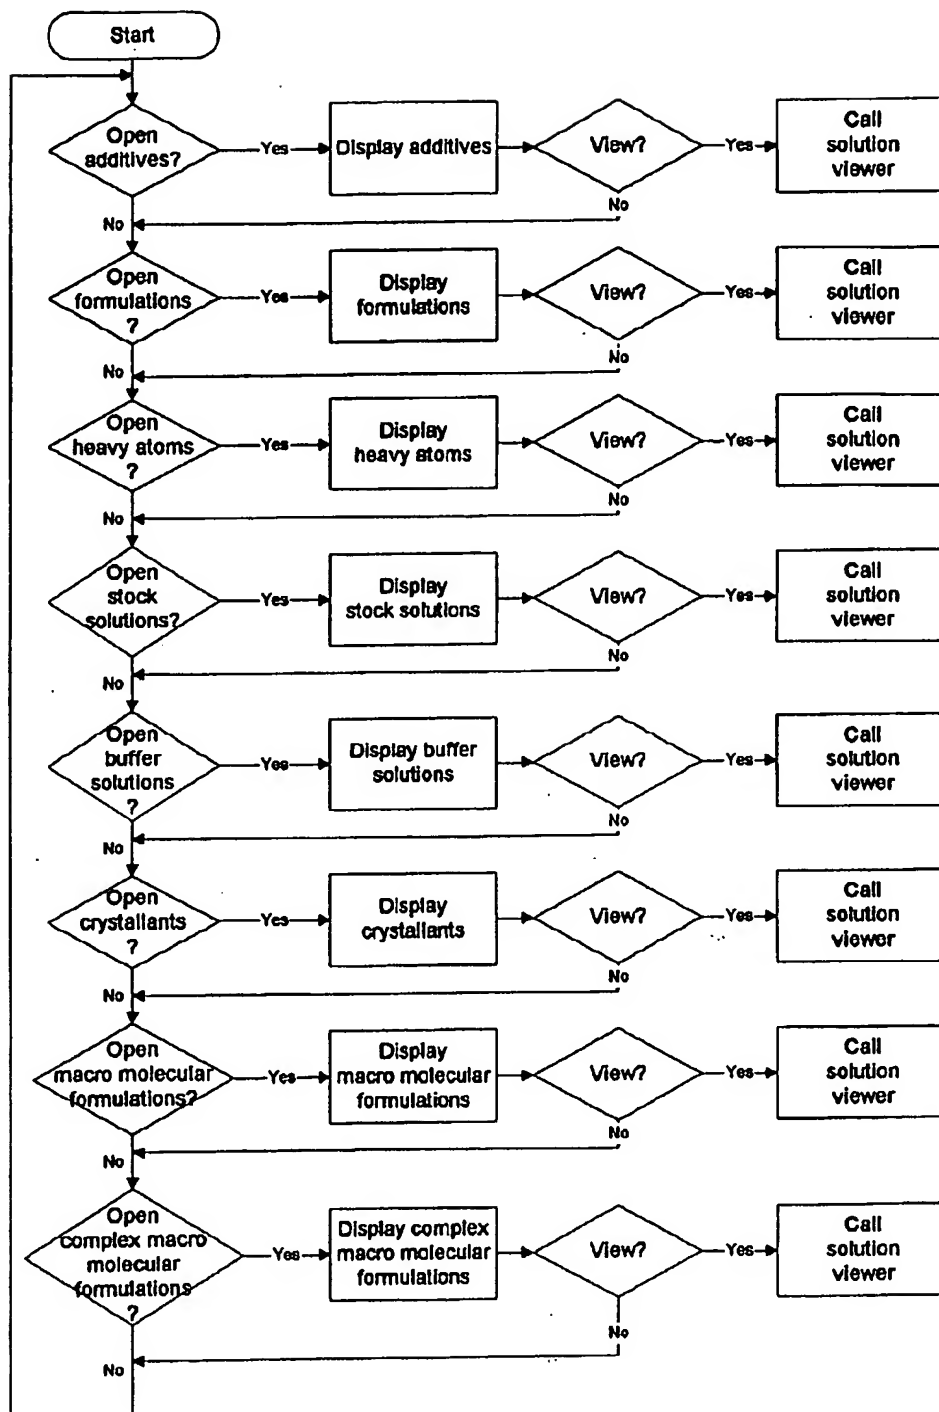 Start
Open
additives?
Yes
Display additives
View?
Yes
Call
solution
viewer
No
No
Open
formulations
?
Yes
Display
formulations
View?
Yes
Call
solution
viewer
No
No
Open
heavy atoms
?
Yes
Display
heavy atoms
View?
Yes
Call
solution
viewer
No
No
Open
stock
solutions?
Yes
Display
stock solutions
View?
Yes
Call
solution
viewer
No
No
Open
buffer
solutions
?
Yes
Display buffer
solutions
View?
Yes
Call
solution
viewer
No
No
Open
crystallants
?
Yes
Display
crystallants
View?
Yes
Call
solution
viewer
No
No
Open
macro molecular
formulations?
Yes
Display
macro molecular
formulations
View?
Yes
Call
solution
viewer
No
No
Open
complex macro
molecular
formulations
?
Yes
Display complex
macro molecular
formulations
View?
Yes
Call
solution
viewer
No
No